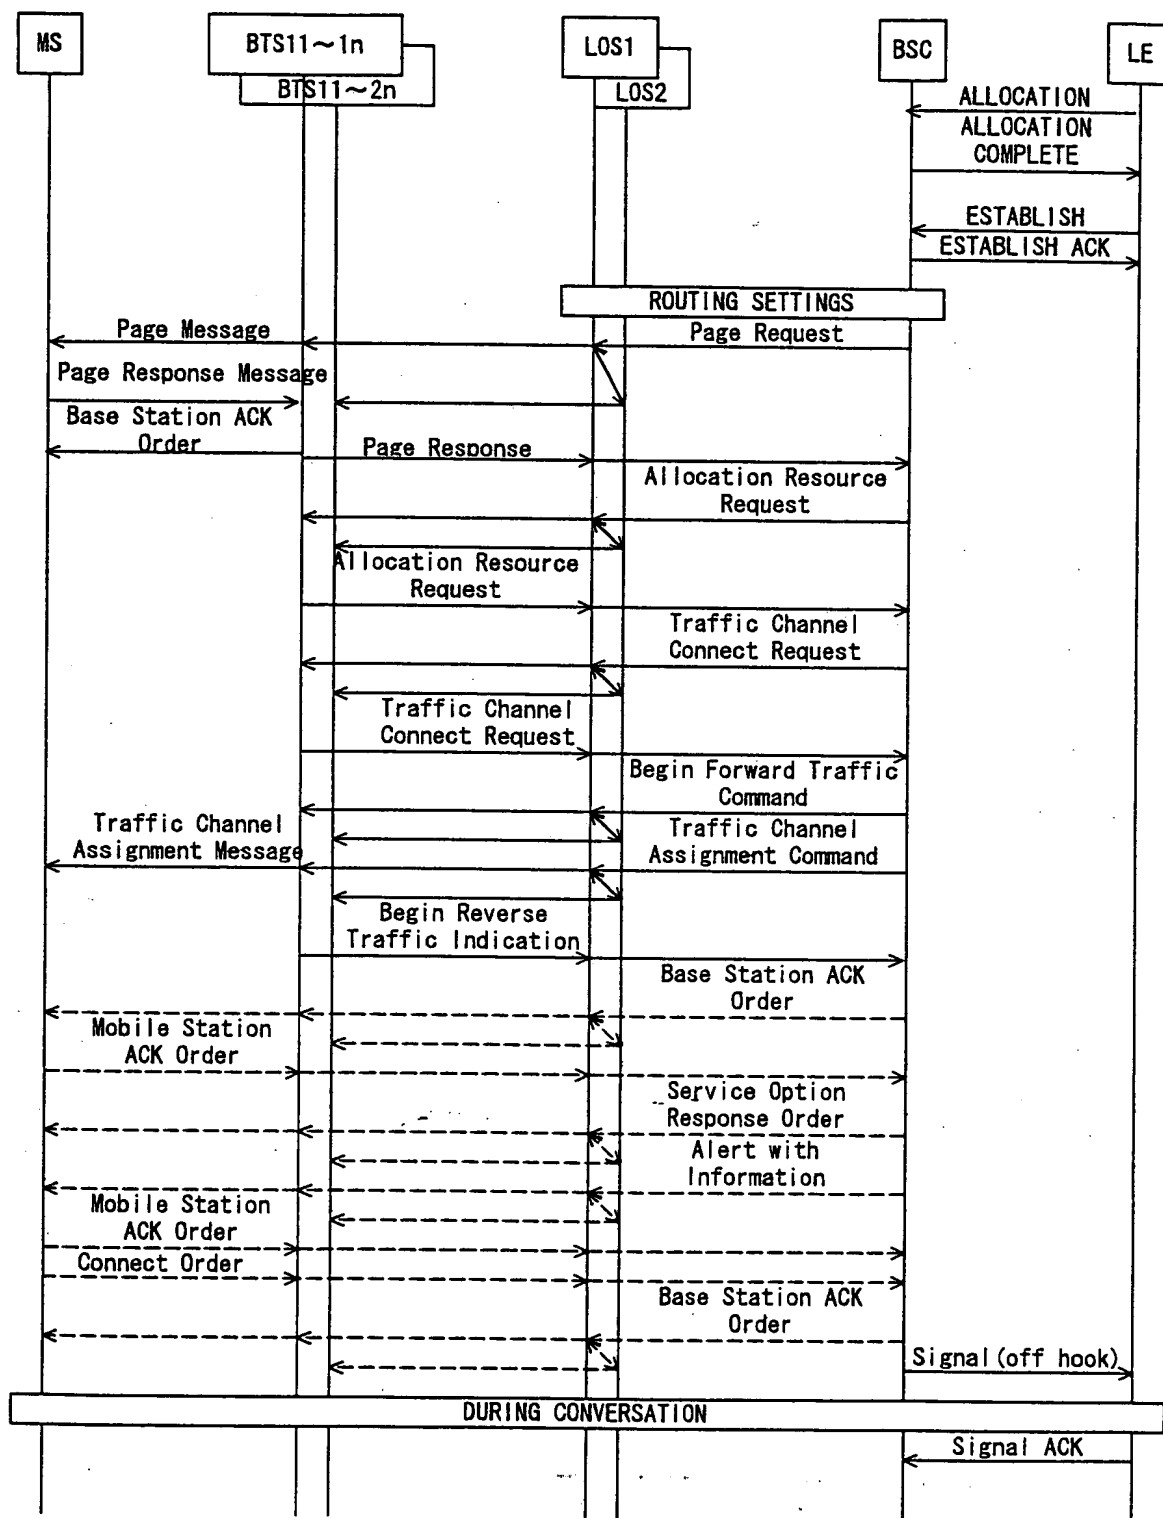 MS
BTS11~1n
BTS11~2n
LOS1
LOS2
BSC
LE
ALLOCATION
ALLOCATION
COMPLETE
ESTABLISH
ESTABLISH ACK
ROUTING SETTINGS
Page Message
Page Request
Page Response Message
Base Station ACK
Order
Page Response
Allocation Resource
Request
Allocation Resource
Request
Traffic Channel
Connect Request
Traffic Channel
Connect Request
Begin Forward Traffic
Command
Traffic Channel
Assignment Message
Traffic Channel
Assignment Command
Begin Reverse
Traffic Indication
Base Station ACK
Order
Mobile Station
ACK Order
Service Option
Response Order
Alert with
Information
Mobile Station
ACK Order
Connect Order
Base Station ACK
Order
Signal(off hook)
DURING CONVERSATION
Signal ACK